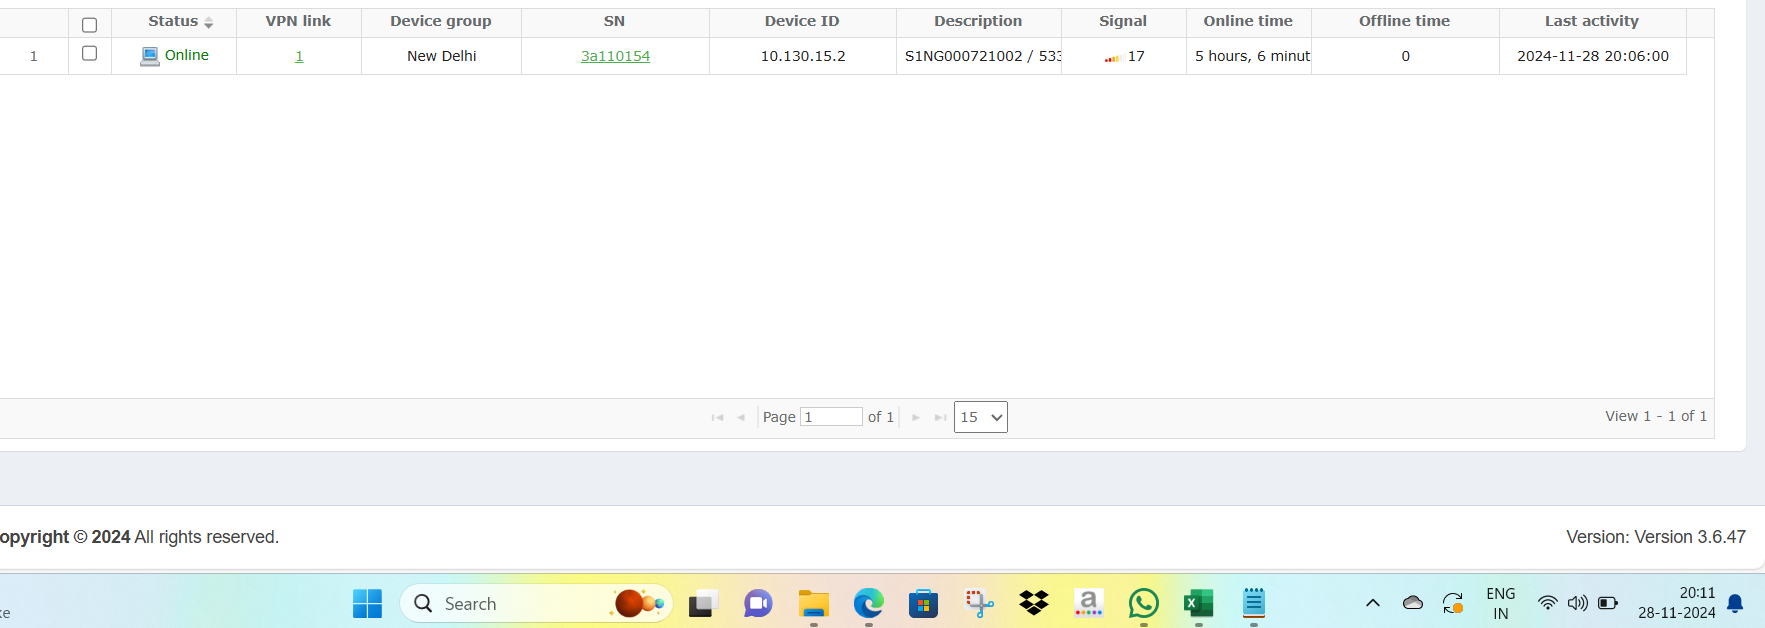 Status VPN link Device group SN Device ID Description Signal Online time Offline time Last activity
1 Online 1 New Delhi 3a110154 10.130.15.2 S1NG000721002 / 533 17 5 hours, 6 minut 0 2024-11-28 20:06:00
Page 1 of 1 15 View 1 - 1 of 1
opyright © 2024 All rights reserved. Version: Version 3.6.47
ke Search a X ENG 20:11
IN 28-11-2024